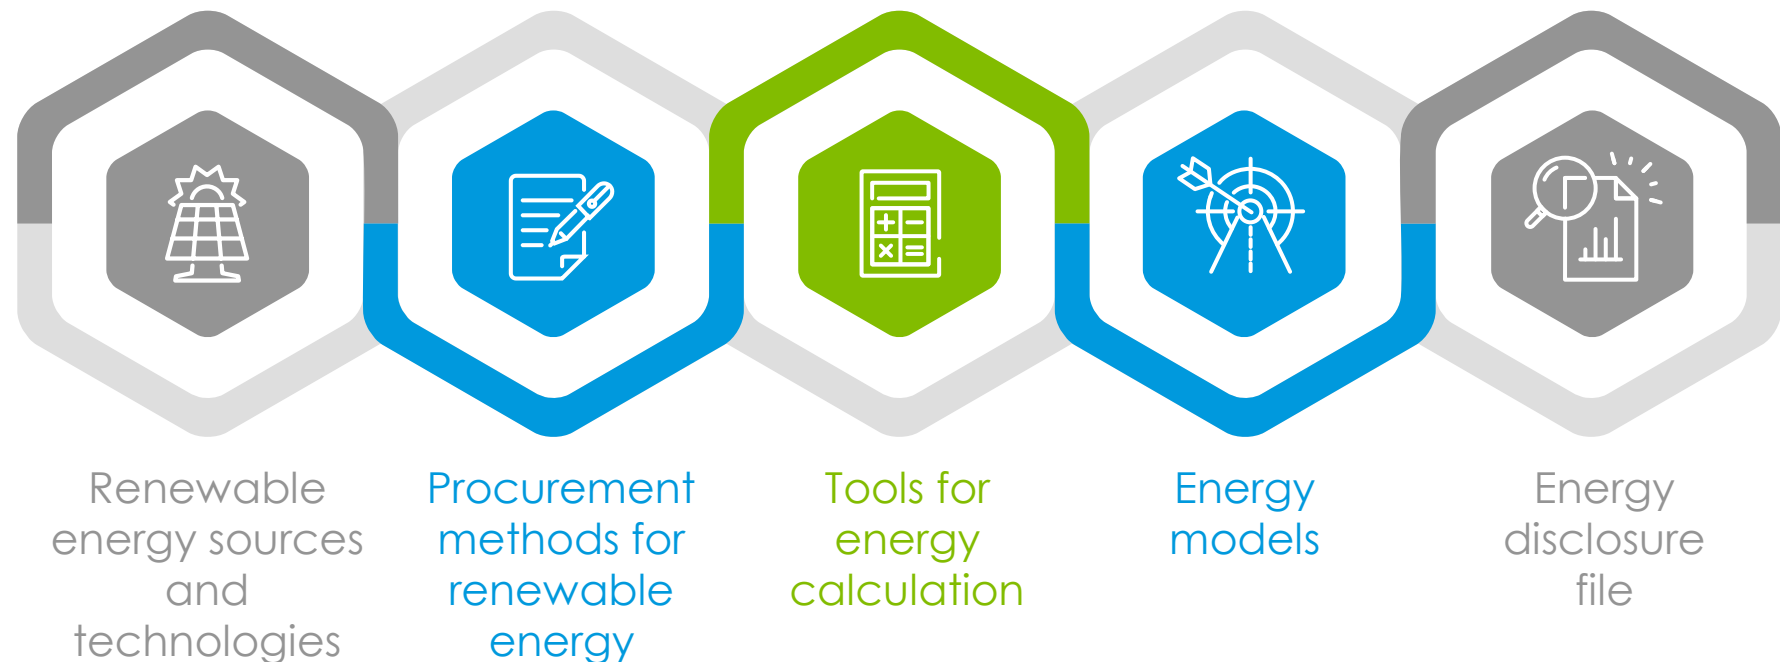 Renewable
energy sources
and
technologies
Procurement
methods for
renewable
energy
Tools for
energy
calculation
Energy
models
Energy
disclosure
file